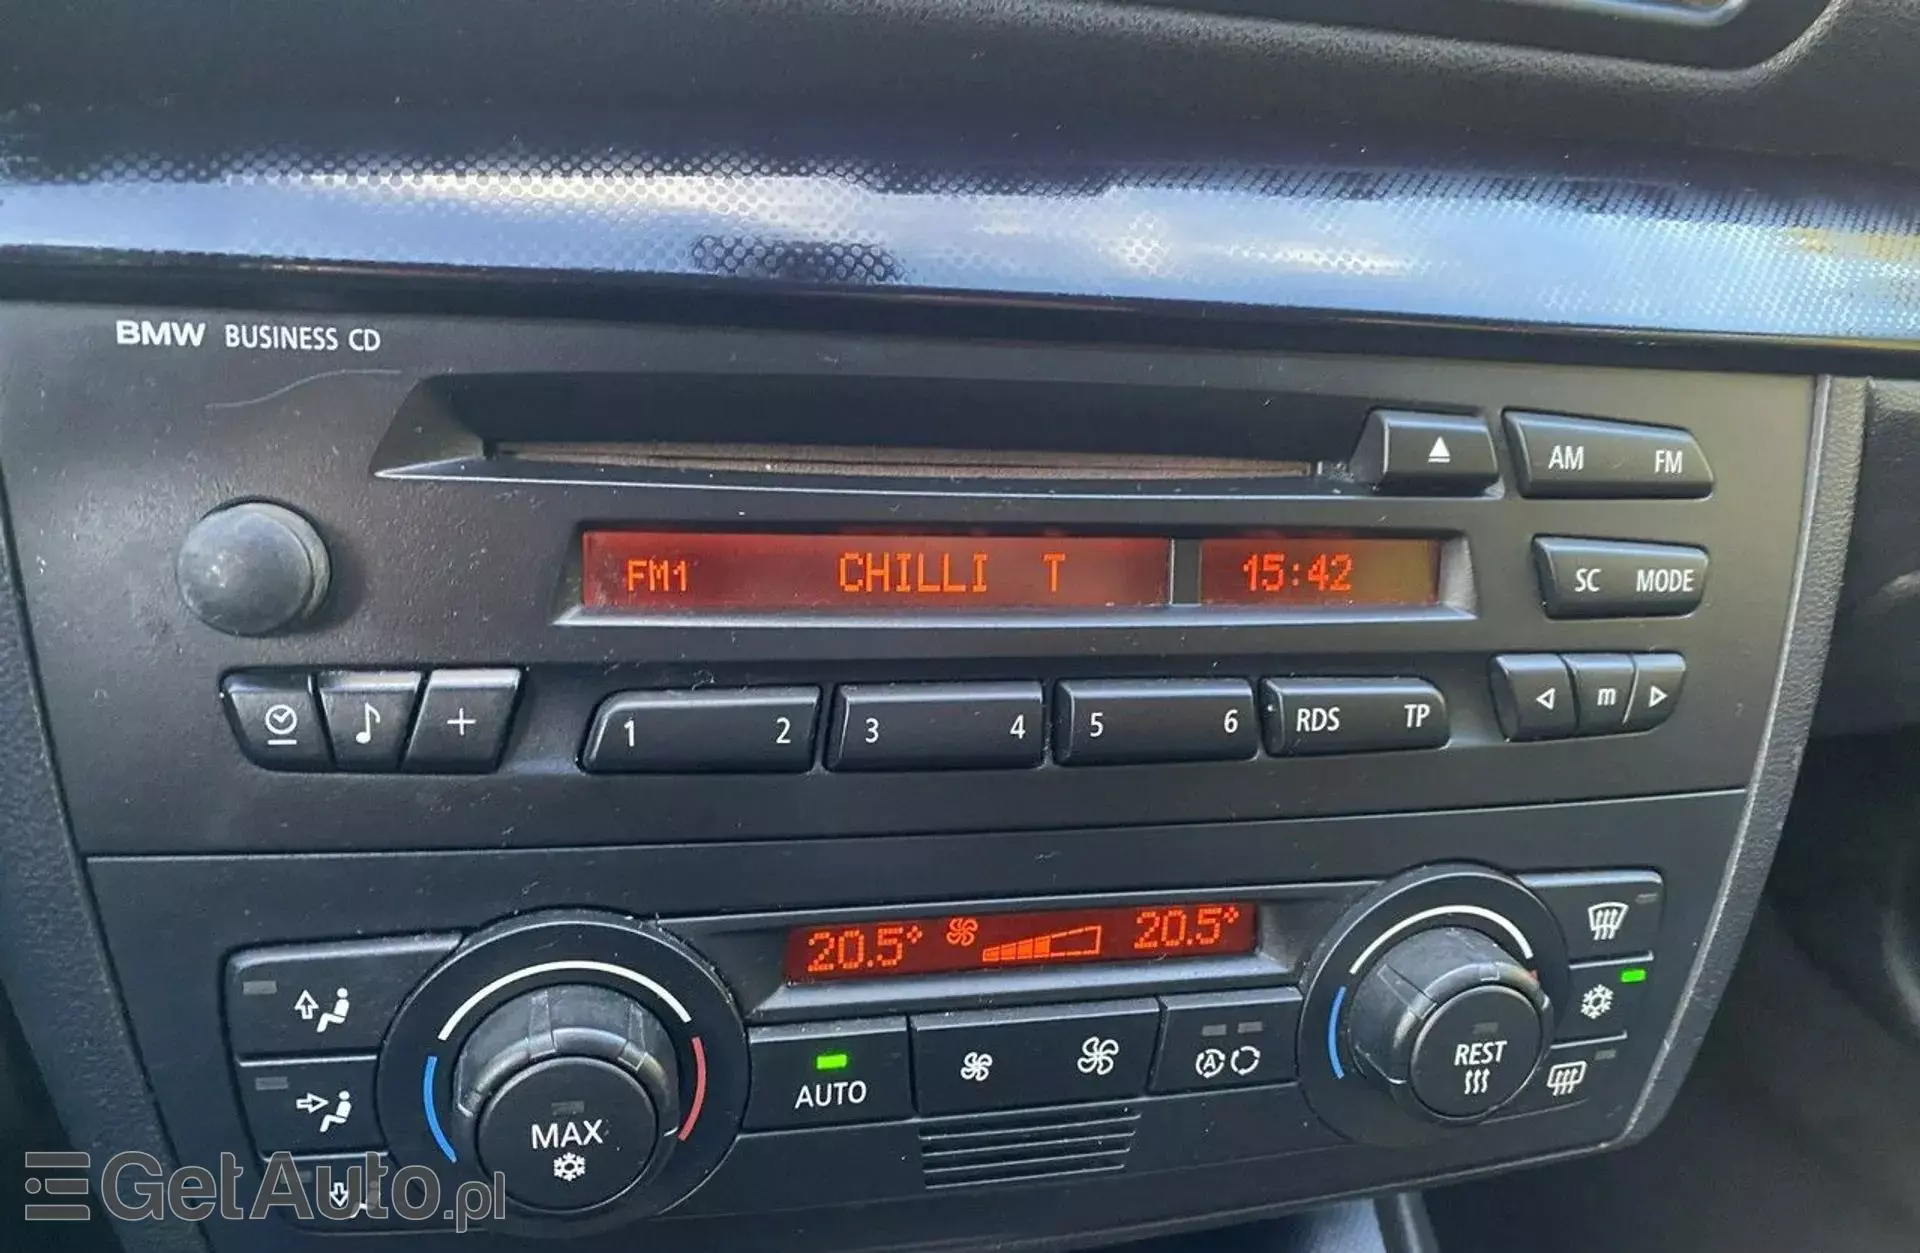 BMW BUSINESS CD
AM FM
FM1 CHILLI T 15:42
SC MODE
1 2 3 4 5 6 RDS TP m
20.5° 20.5°
AUTO
A
REST
MAX
GetAuto.pl